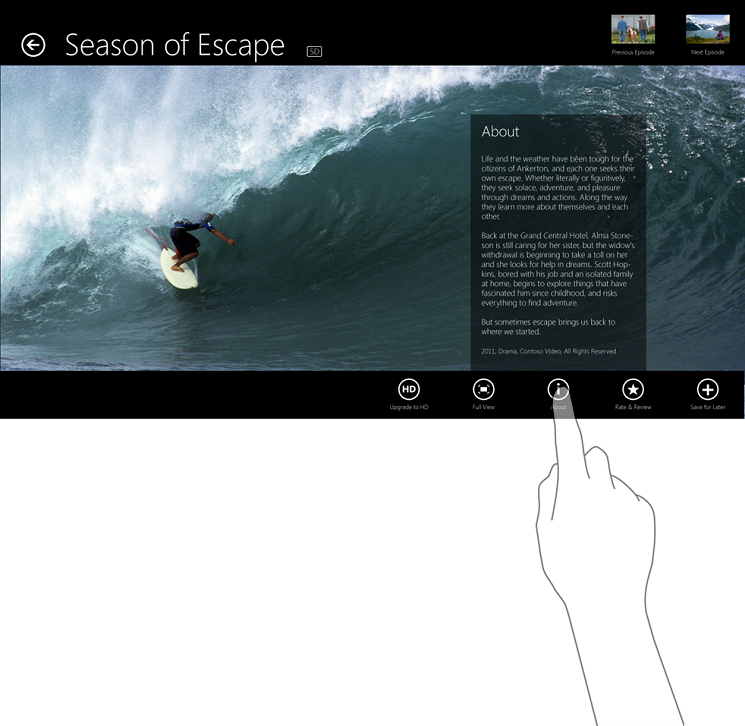 Season of Escape
SD
Previous Episode
Next Episode
About
Life and the weather have been tough for the
citizens of Ankerton, and each one seeks their
own escape. Whether literally or figuritively,
they seek solace, adventure, and pleasure
through dreams and actions. Along the way
they learn more about themselves and each
other.
Back at the Grand Central Hotel, Alma Stone-
son is still caring for her sister, but the widow's
withdrawal is beginning to take a toll on her
and she looks for help in dreams. Scott Hop-
kins, bored with his job and an isolated family
at home, begins to explore things that have
fascinated him since childhood, and risks
everything to find adventure.
But sometimes escape brings us back to
where we started.
2011, Drama, Contoso Video, All Rights Reserved
HD
Upgrade to HD
Full View
About
Rate & Review
Save for Later